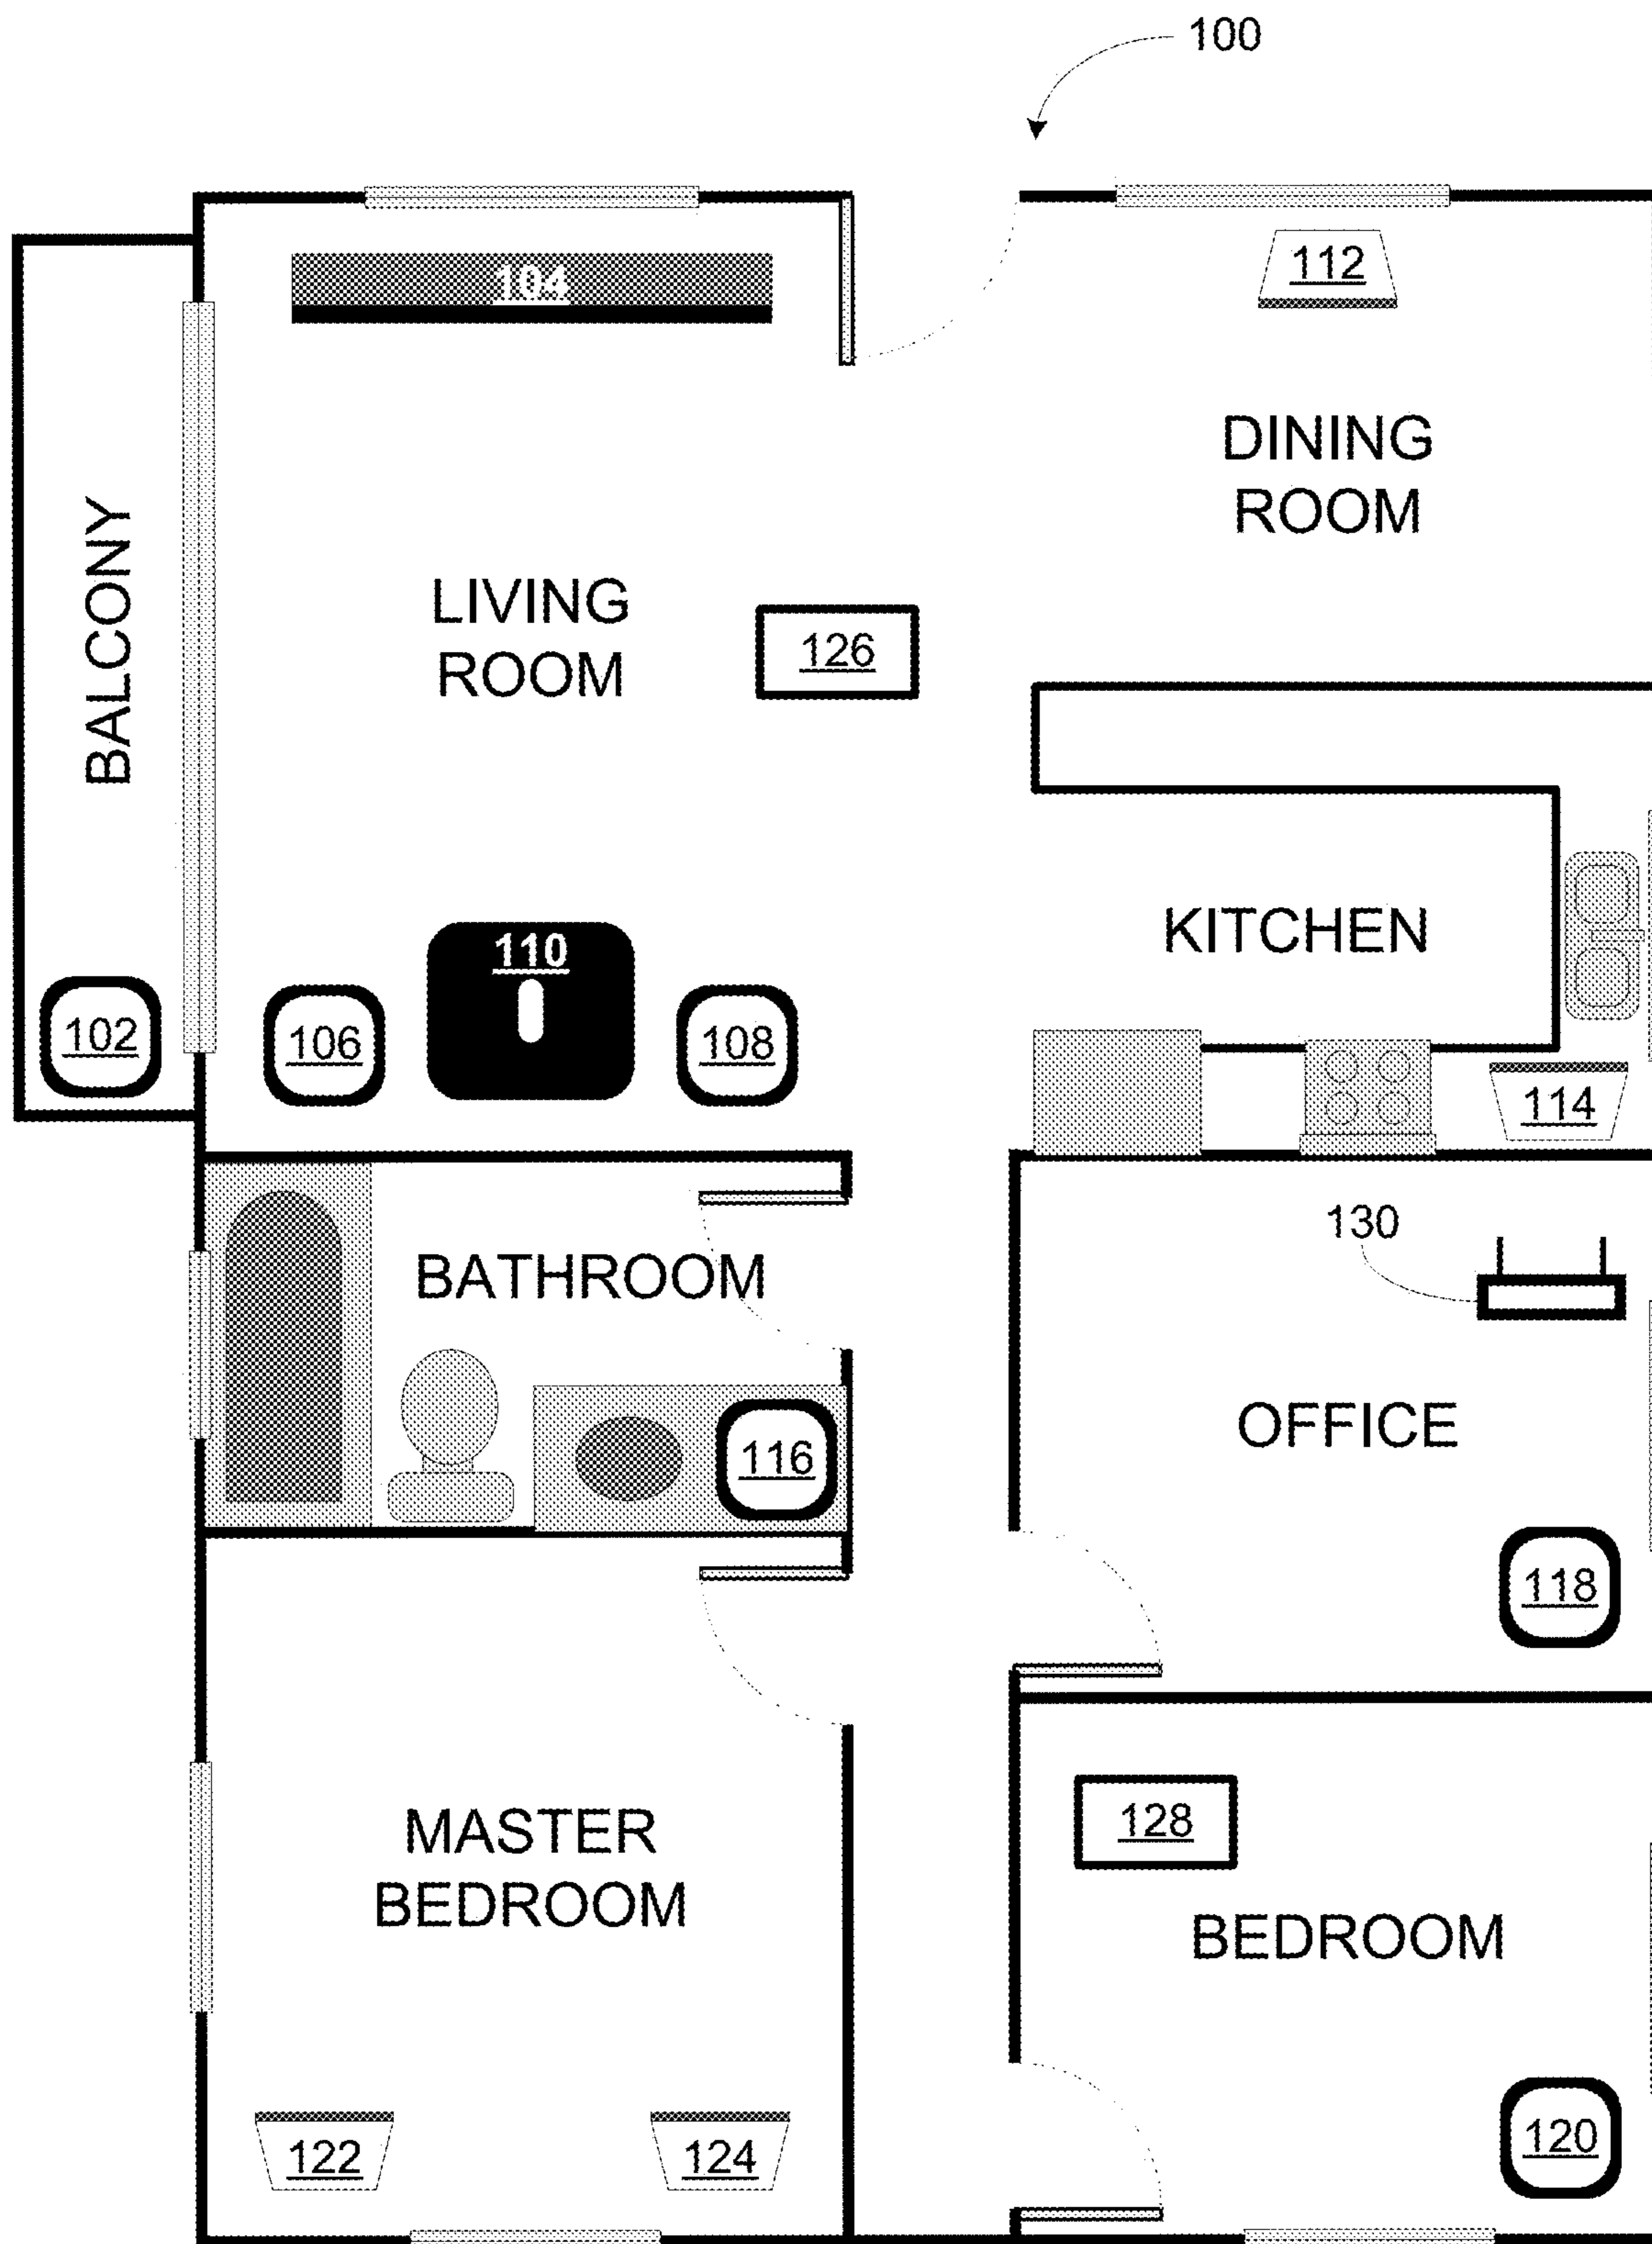 100
104
112
DINING
ROOM
BALCONY
LIVING
ROOM
126
KITCHEN
110
102
106
108
114
130
BATHROOM
OFFICE
116
118
128
MASTER
BEDROOM
BEDROOM
122
124
120